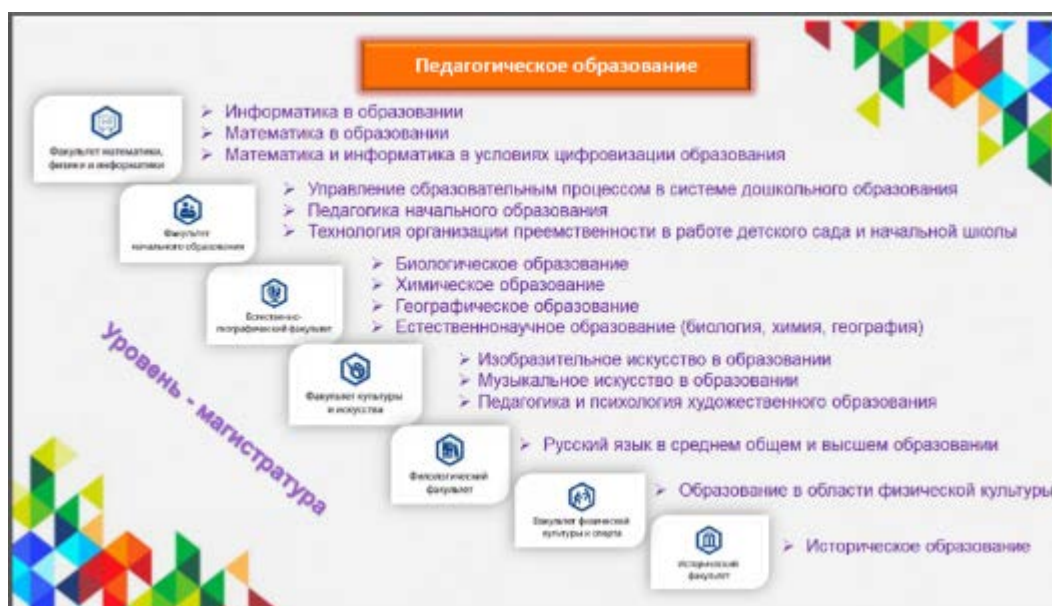 Педагогическое образование
Факультет математики,
физики и информатики
➢ Информатика в образовании
➢ Математика в образовании
➢ Математика и информатика в условиях цифровизации образования
Факультет
начального образования
➢ Управление образовательным процессом в системе дошкольного образования
➢ Педагогика начального образования
➢ Технология организации преемственности в работе детского сада и начальной школы
Естественно-
географический факультет
➢ Биологическое образование
➢ Химическое образование
➢ Географическое образование
➢ Естественнонаучное образование (биология, химия, география)
Факультет культуры
и искусства
➢ Изобразительное искусство в образовании
➢ Музыкальное искусство в образовании
➢ Педагогика и психология художественного образования
Филологический
факультет
➢ Русский язык в среднем общем и высшем образовании
Факультет физической
культуры и спорта
➢ Образование в области физической культуры
Исторический
факультет
➢ Историческое образование
Уровень - магистратура